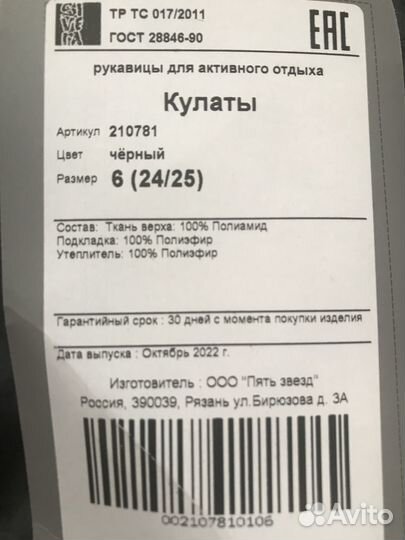 SIVERA
ТР ТС 017/2011
ГОСТ 28846-90
EAC
рукавицы для активного отдыха
Кулаты
Артикул 210781
Цвет чёрный
Размер 6 (24/25)
Состав: Ткань верха: 100% Полиамид
Подкладка: 100% Полиэфир
Утеплитель: 100% Полиэфир
Гарантийный срок : 30 дней с момента покупки изделия
Дата выпуска : Октябрь 2022 г.
Изготовитель : ООО "Пять звезд"
Россия, 390039, Рязань ул.Бирюзова д. 3А
002107810106
Avito